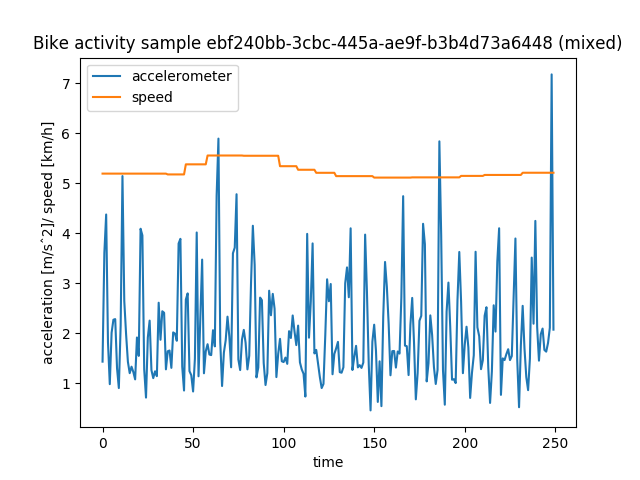 Bike activity sample ebf240bb-3cbc-445a-ae9f-b3b4d73a6448 (mixed)
accelerometer
speed
acceleration [m/s^2]/ speed [km/h]
7
6
5
4
3
2
1
0
50
100
150
200
250
time